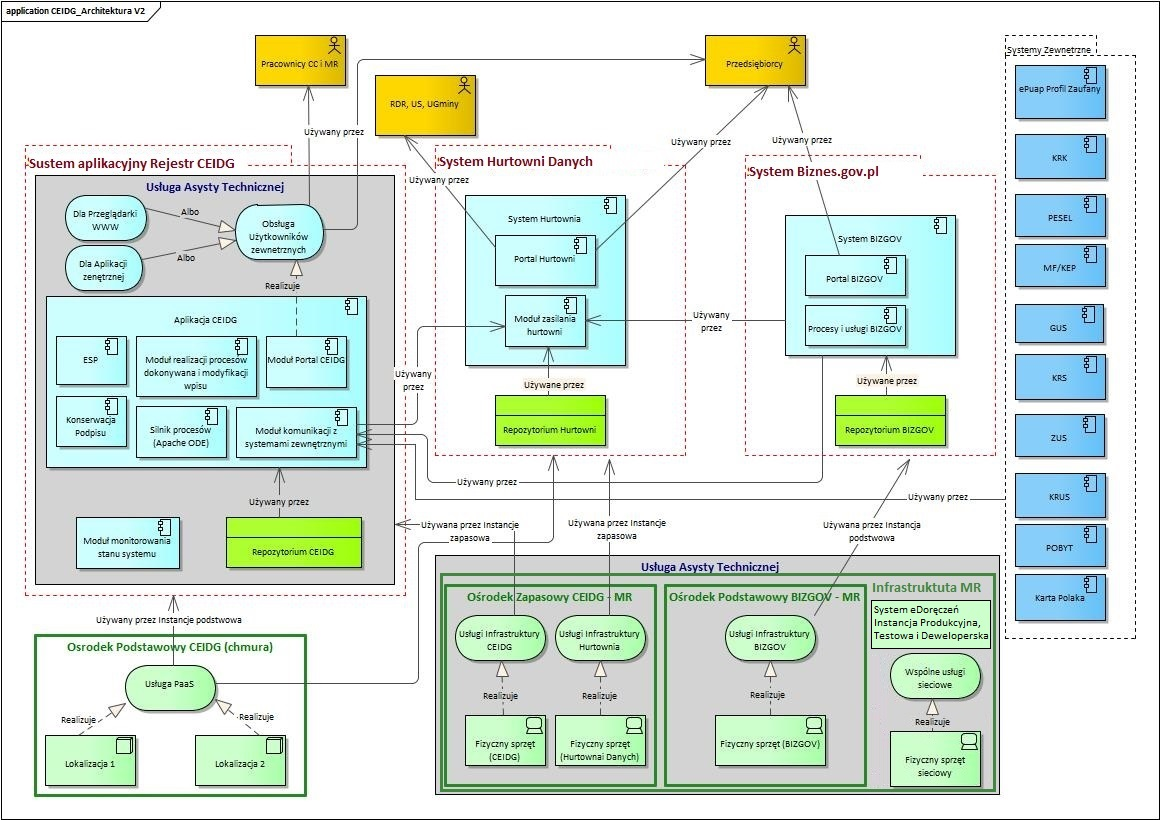 application CEIDG_Architektura V2
Pracownicy CC i MR
RDR, US, UGminy
Przedsiębiorcy
Systemy Zewnetrzne
ePuap Profil Zaufany
KRK
PESEL
MF/KEP
GUS
KRS
ZUS
KRUS
POBYT
Karta Polaka
Używany przez
Używany przez
Używany przez
Używany przez
Sustem aplikacyjny Rejestr CEIDG
Usługa Asysty Technicznej
Dla Przeglądarki
WWW
Albo
Dla Aplikacji
zenętrznej
Albo
Obsługa
Użytkowników
zewnetrznych
Realizuje
Aplikacja CEIDG
ESP
Moduł realizacji procesów
dokonywana i modyfikacji
wpisu
Moduł Portal CEIDG
Konserwacja
Podpisu
Silnik procesów
(Apache ODE)
Moduł komunikacji z
systemami zewnętrznymi
Używany przez
Moduł monitorowania
stanu systemu
Repozytorium CEIDG
System Hurtowni Danych
System Hurtownia
Portal Hurtowni
Moduł zasilania
hurtowni
Używany
przez
Używane przez
Repozytorium Hurtowni
Używany
przez
System Biznes.gov.pl
System BIZGOV
Portal BIZGOV
Procesy i usługi BIZGOV
Używane przez
Repozytorium BIZGOV
Używany przez
Używany przez
Używana przez Instancje
zapasowa
Używana przez Instancje
zapasowa
Używana przez Instancja
podstwowa
Używany przez Instancje podstwowa
Osrodek Podstawowy CEIDG (chmura)
Usługa PaaS
Realizuje
Realizuje
Lokalizacja 1
Lokalizacja 2
Usługa Asysty Technicznej
Infrastruktuta MR
Ośrodek Zapasowy CEIDG - MR
Usługi Infrastruktury
CEIDG
Usługi Infrastruktury
Hurtownia
Realizuje
Realizuje
Fizyczny sprzęt
(CEIDG)
Fizyczny sprzęt
(Hurtownai Danych)
Ośrodek Podstawowy BIZGOV - MR
Usługi Infrastruktury
BIZGOV
Realizuje
Fizyczny sprzęt (BIZGOV)
System eDoręczeń
Instancja Produkcyjna,
Testowa i Deweloperska
Wspólne usługi
sieciowe
Realizuje
Fizyczny sprzęt
sieciowy